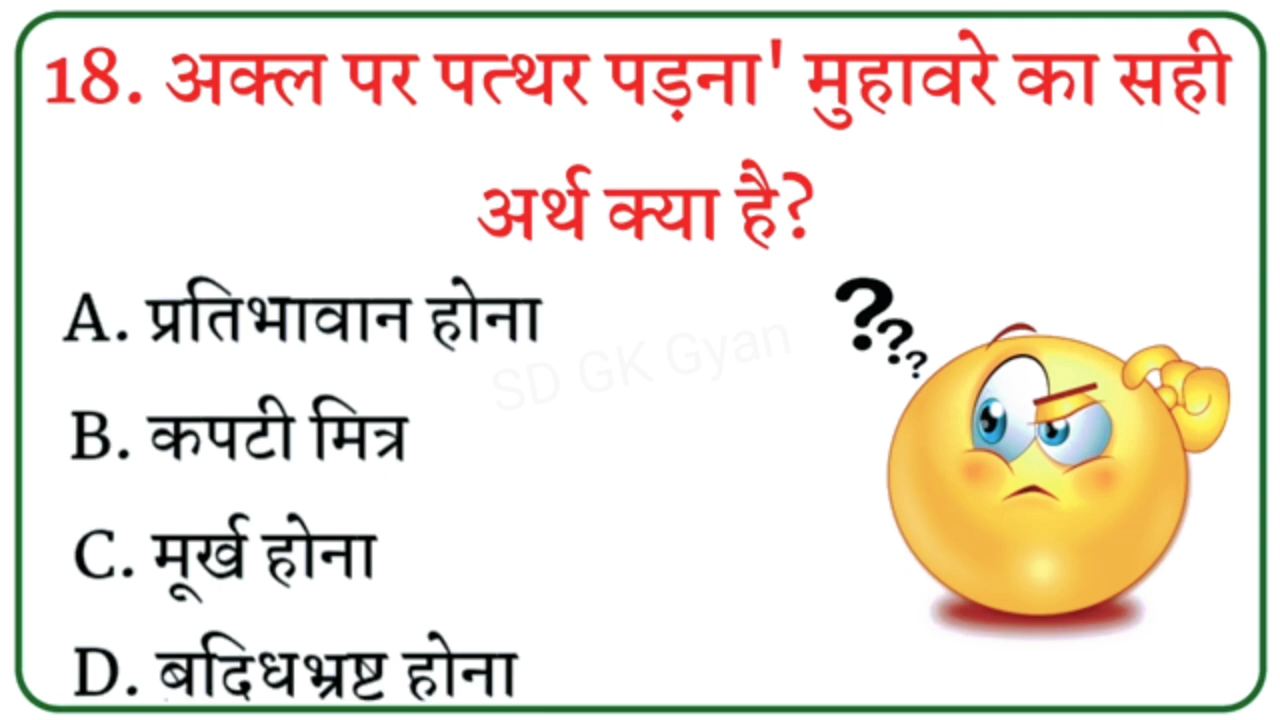 18. अक्ल पर पत्थर पड़ना' मुहावरे का सही
अर्थ क्या है?
A. प्रतिभावान होना
???
SD GK Gyan
B. कपटी मित्र
C. मूर्ख होना
D. बदिधभ्रष्ट होना